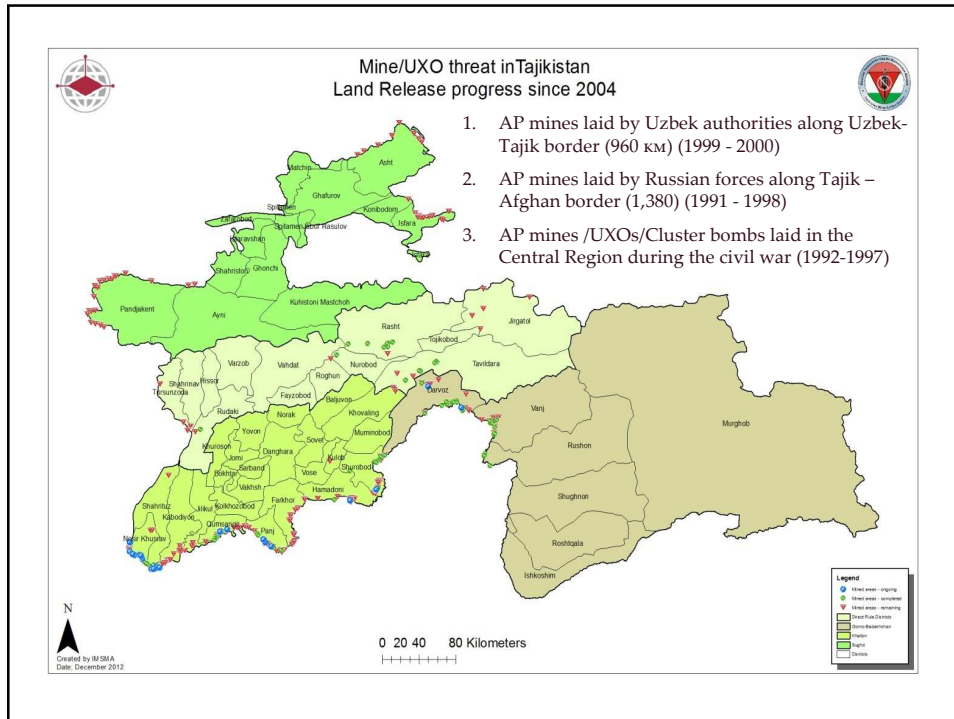 Mine/UXO threat inTajikistan
Land Release progress since 2004
1. AP mines laid by Uzbek authorities along Uzbek-
Tajik border (960 км) (1999 - 2000)
2. AP mines laid by Russian forces along Tajik –
Afghan border (1,380) (1991 - 1998)
3. AP mines /UXOs/Cluster bombs laid in the
Central Region during the civil war (1992-1997)
Asht
Matchin
Ghafurov
Konibodom
Spitamen
Isfara
Zafarobod
Spitamen Jabor Rasulov
Istaravshan
Shahriston
Ghonchi
Kuhistoni Mastchoh
Pandjakent
Ayni
Rasht
Jirgatol
Tojikobod
Varzob
Vahdat
Nurobod
Tavildara
Hissor
Shahrinav
Tursunzoda
Roghun
Fayzobod
Darvoz
Rudaki
Baljuvon
Norak
Khovaling
Vanj
Murghob
Yovon
Muminobod
Khuroson
Sovet
Rushon
Jomi
Danghara
Kulob
Sarband
Shurobod
Bokhtar
Vose
Vakhsh
Hamadoni
Shughnon
Shahrituz
Farkhor
Jilikul
Kolkhozobod
Kabodiyon
Qumsangir
Panj
Nosir Khusrav
Roshtqala
Ishkoshim
Legend
Mined areas - ongoing
Mined areas - completed
Mined areas - remaining
Direct Rule Districts
Gorno-Badakhshan
Khatlon
Sughd
Districts
N
0 20 40 80 Kilometers
Created by IMSMA
Date; December 2012